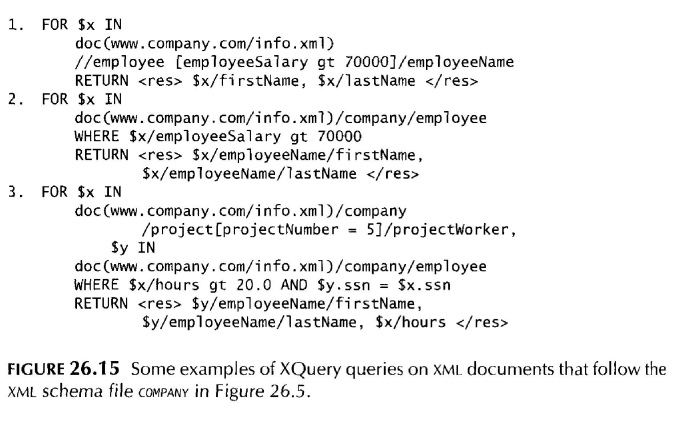 1. FOR $x IN
doc(www.company.com/info.xml)
//employee [employeeSalary gt 70000]/employeeName
RETURN <res> $x/firstName, $x/lastName </res>
2. FOR $x IN
doc(www.company.com/info.xml)/company/employee
WHERE $x/employeeSalary gt 70000
RETURN <res> $x/employeeName/firstName,
$x/employeeName/lastName </res>
3. FOR $x IN
doc(www.company.com/info.xml)/company
/project[projectNumber = 5]/projectWorker,
$y IN
doc(www.company.com/info.xml)/company/employee
WHERE $x/hours gt 20.0 AND $y.ssn = $x.ssn
RETURN <res> $y/employeeName/firstName,
$y/employeeName/lastName, $x/hours </res>
FIGURE 26.15 Some examples of XQuery queries on XML documents that follow the
XML schema file COMPANY in Figure 26.5.